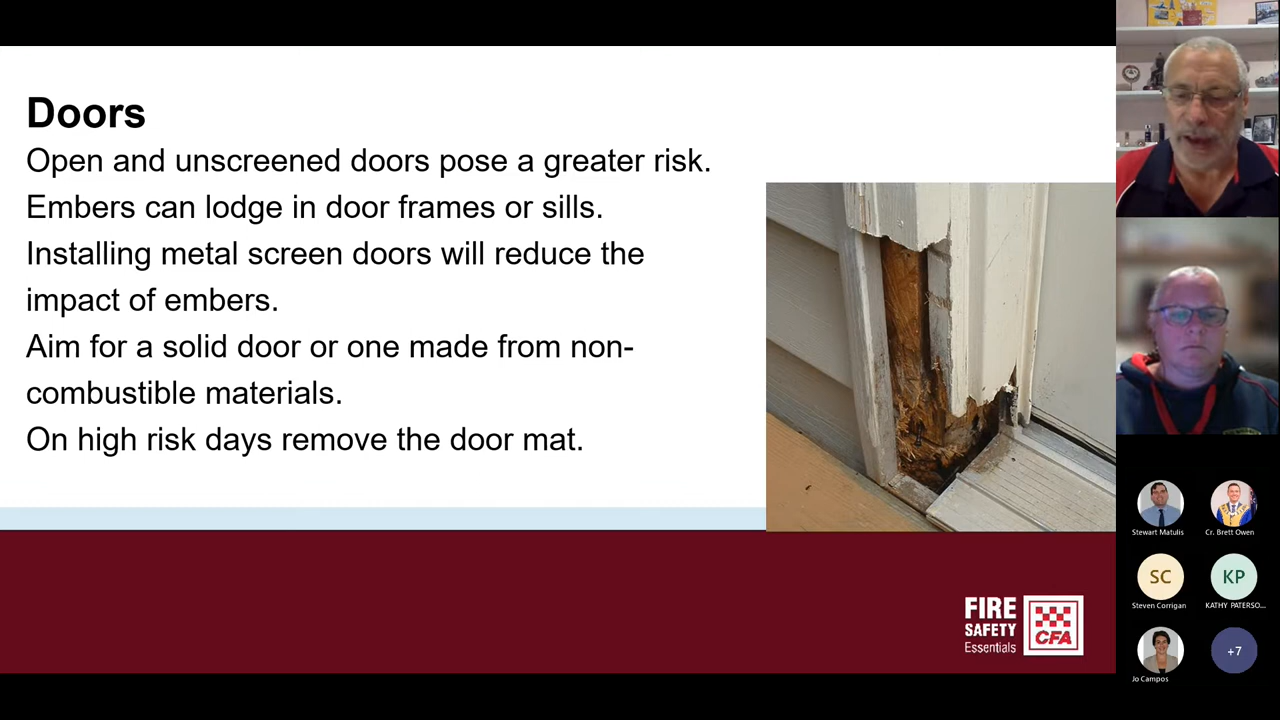 Doors
Open and unscreened doors pose a greater risk.
Embers can lodge in door frames or sills.
Installing metal screen doors will reduce the
impact of embers.
Aim for a solid door or one made from non-
combustible materials.
On high risk days remove the door mat.
FIRE
SAFETY
Essentials
CFA
Stewart Matulis
Cr. Brett Owen
SC
KP
Steven Corrigan
KATHY PATERSO...
Jo Campos
+7